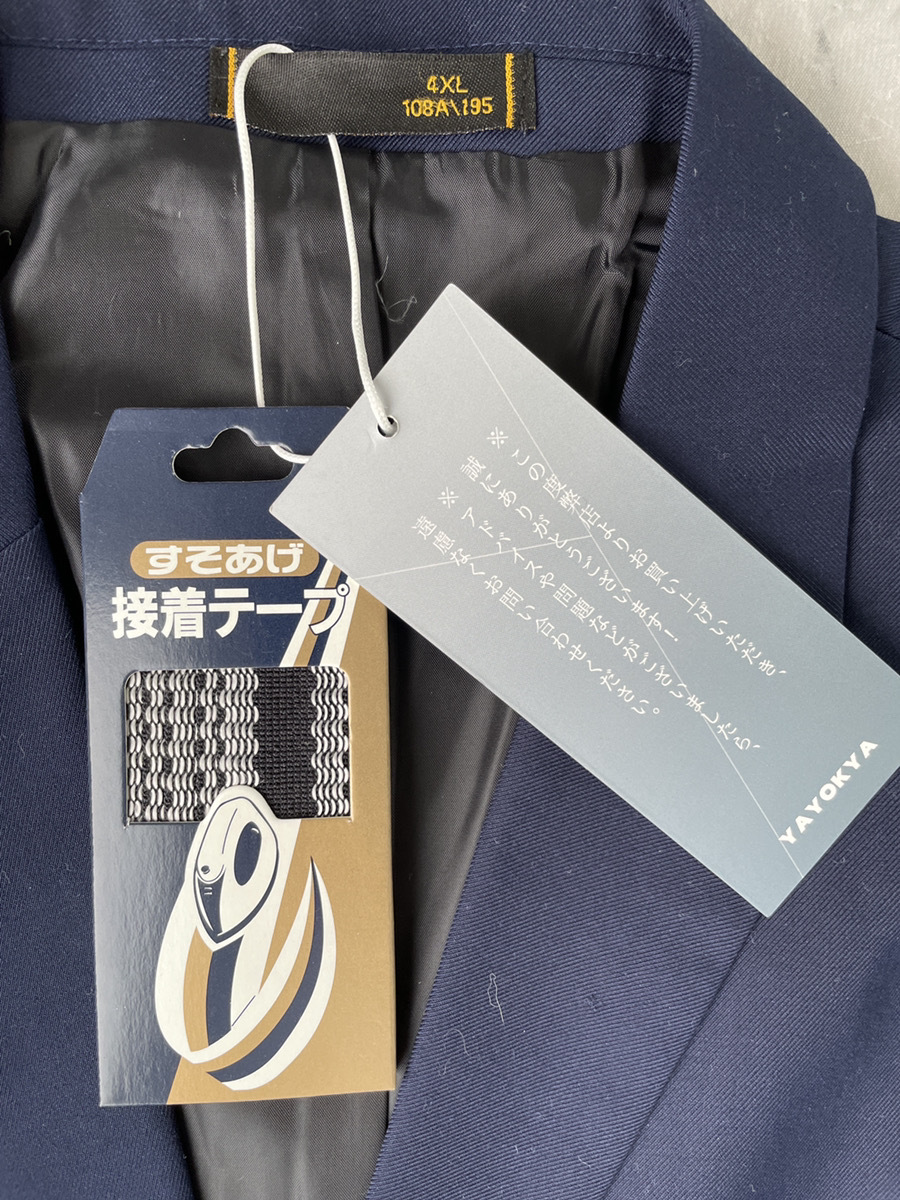 4XL
108A\195
すそあげ
接着テープ
※この度弊店よりお買い上げいただき、
誠にありがとうございます!
※アドバイスや問題などがございましたら、
遠慮なくお問い合わせください。
YAYOKYA